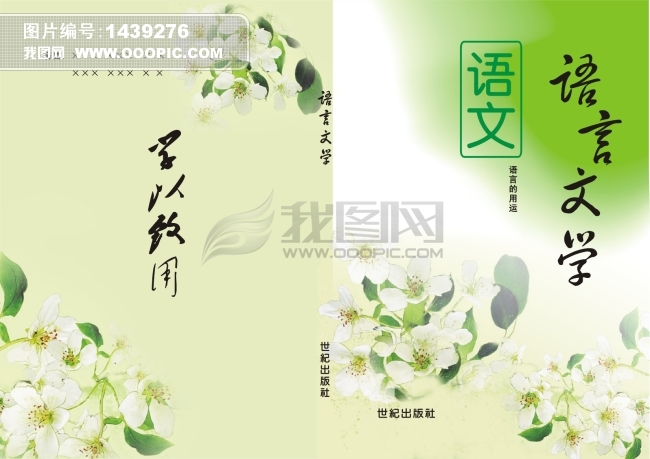 图片编号:1439276
我图网 www.OOOPIC.com
××× ××× × ×
学以致用
语言文学
世紀出版社
语文
语言的用运
语言文学
我图网
WWW.OOOPIC.COM
世紀出版社